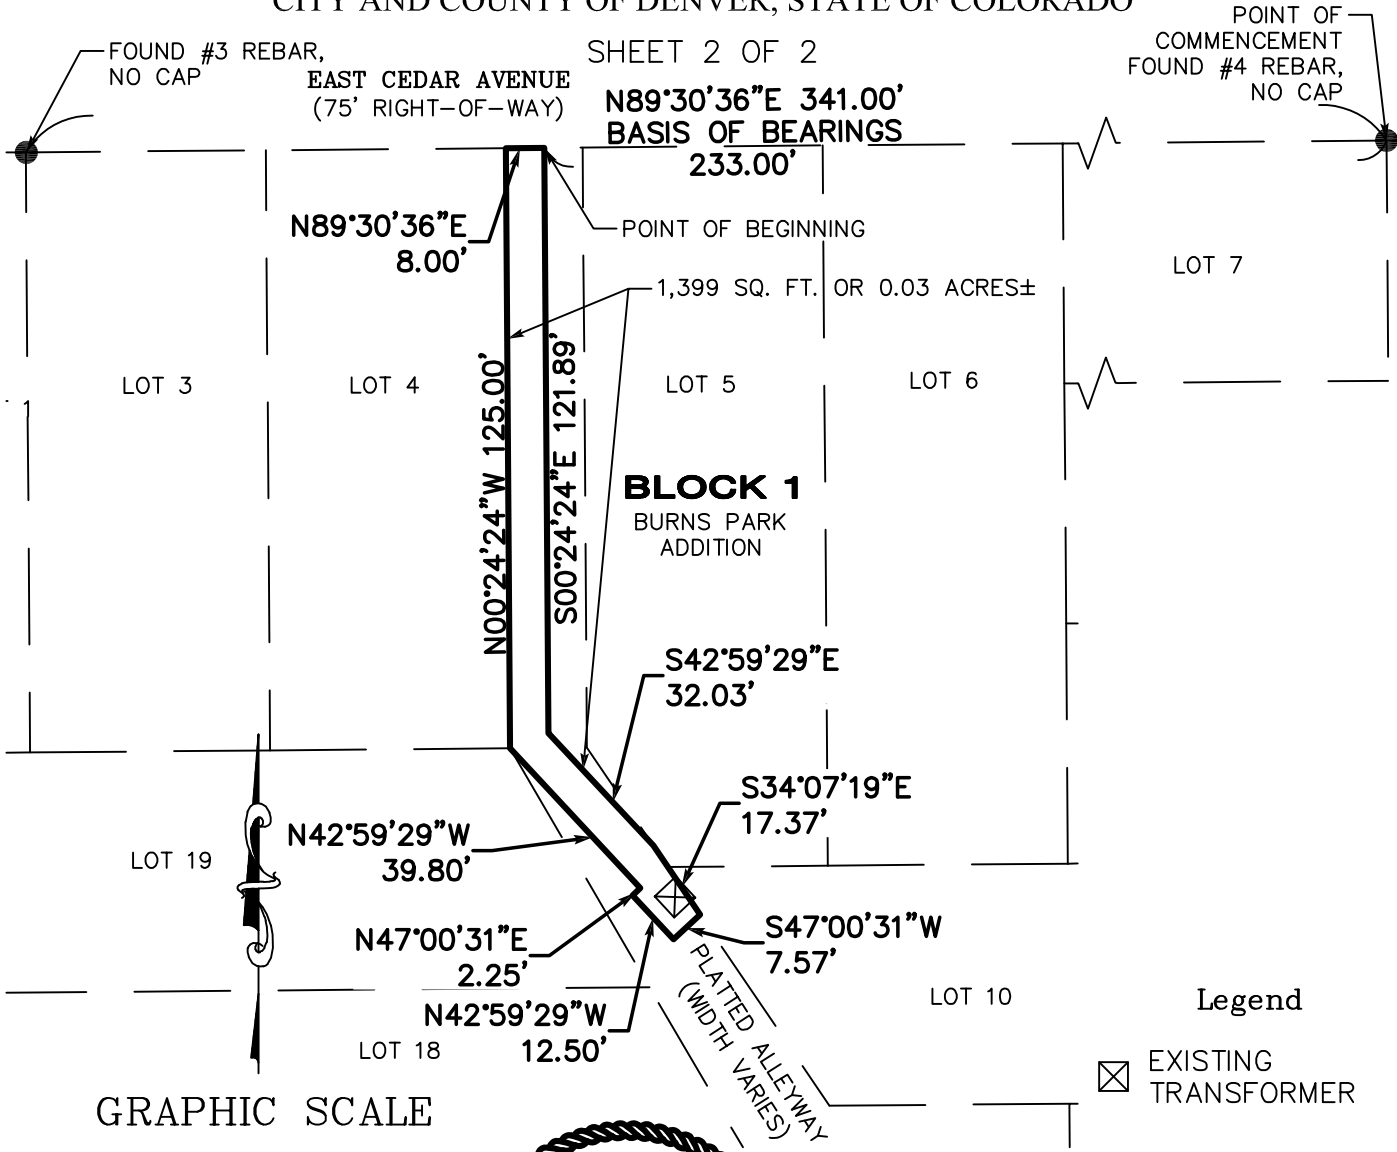 CITY AND COUNTY OF DENVER, STATE OF COLORADO
SHEET 2 OF 2
FOUND #3 REBAR,
NO CAP
EAST CEDAR AVENUE
(75' RIGHT-OF-WAY)
N89°30'36"E 341.00'
BASIS OF BEARINGS
233.00'
POINT OF
COMMENCEMENT
FOUND #4 REBAR,
NO CAP
N89°30'36"E
8.00'
POINT OF BEGINNING
1,399 SQ. FT. OR 0.03 ACRES±
LOT 7
LOT 3
LOT 4
LOT 5
LOT 6
1
N00°24'24"W 125.00'
S00°24'24"E 121.89'
BLOCK 1
BURNS PARK
ADDITION
S42°59'29"E
32.03'
S34°07'19"E
17.37'
N42°59'29"W
39.80'
LOT 19
N47°00'31"E
2.25'
S47°00'31"W
7.57'
N42°59'29"W
12.50'
LOT 18
PLATTED ALLEYWAY
(WIDTH VARIES)
LOT 10
Legend
EXISTING
TRANSFORMER
GRAPHIC SCALE